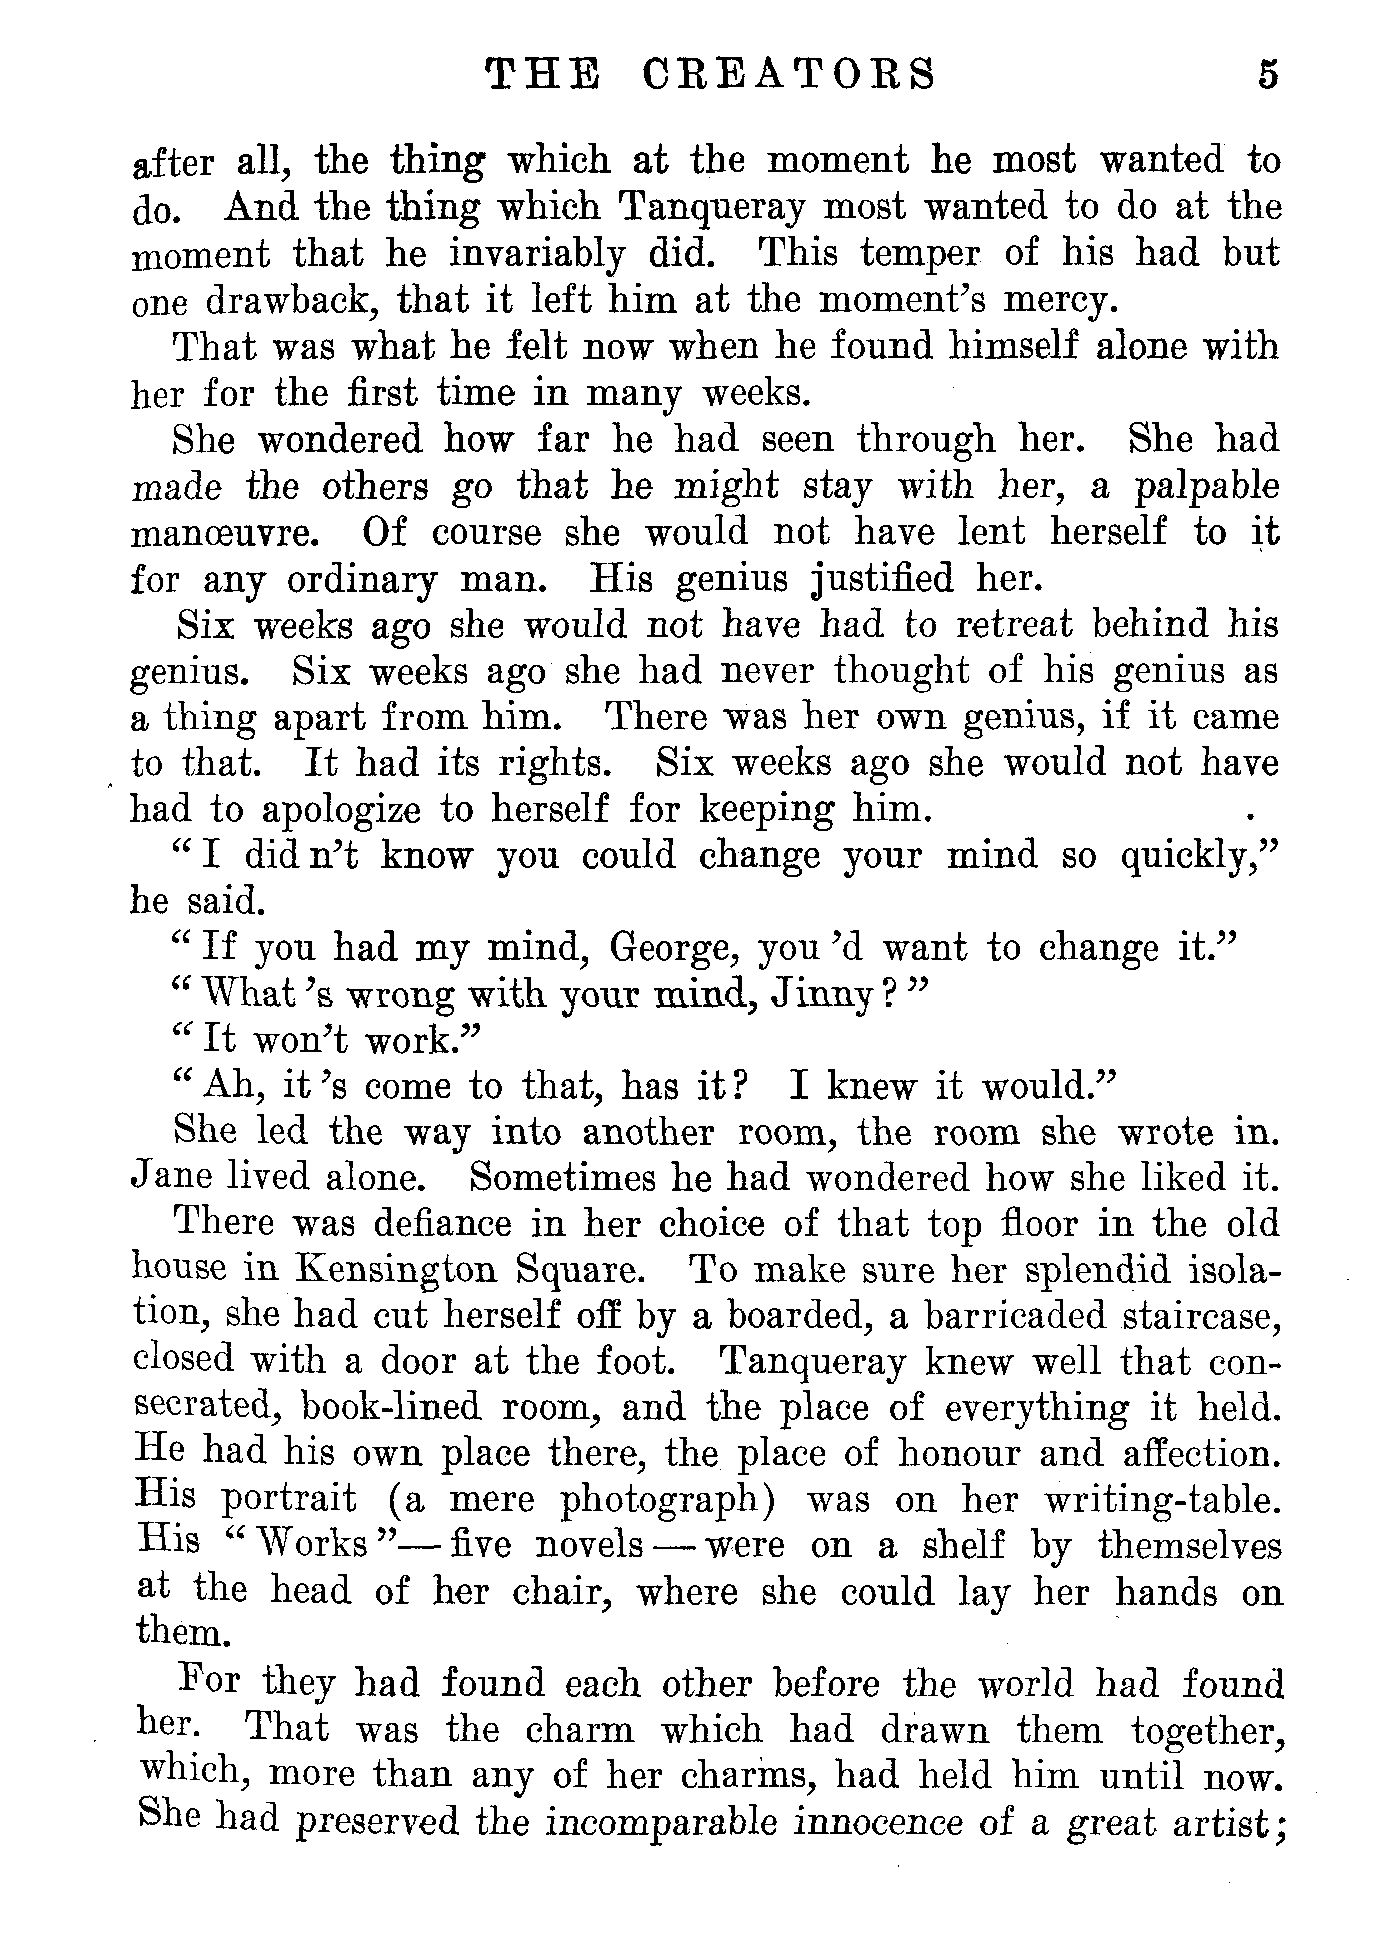 THE CREATORS 5
after all, the thing which at the moment he most wanted to
do. And the thing which Tanqueray most wanted to do at the
moment that he invariably did. This temper of his had but
one drawback, that it left him at the moment's mercy.
That was what he felt now when he found himself alone with
her for the first time in many weeks.
She wondered how far he had seen through her. She had
made the others go that he might stay with her, a palpable
manœuvre. Of course she would not have lent herself to it
for any ordinary man. His genius justified her.
Six weeks ago she would not have had to retreat behind his
genius. Six weeks ago she had never thought of his genius as
a thing apart from him. There was her own genius, if it came
to that. It had its rights. Six weeks ago she would not have
had to apologize to herself for keeping him.
“I did n’t know you could change your mind so quickly,”
he said.
“If you had my mind, George, you ’d want to change it.”
“What ’s wrong with your mind, Jinny?”
“It won’t work.”
“Ah, it ’s come to that, has it? I knew it would.”
She led the way into another room, the room she wrote in.
Jane lived alone. Sometimes he had wondered how she liked it.
There was defiance in her choice of that top floor in the old
house in Kensington Square. To make sure her splendid isola-
tion, she had cut herself off by a boarded, a barricaded staircase,
closed with a door at the foot. Tanqueray knew well that con-
secrated, book-lined room, and the place of everything it held.
He had his own place there, the place of honour and affection.
His portrait (a mere photograph) was on her writing-table.
His “Works”—five novels—were on a shelf by themselves
at the head of her chair, where she could lay her hands on
them.
For they had found each other before the world had found
her. That was the charm which had drawn them together,
which, more than any of her charms, had held him until now.
She had preserved the incomparable innocence of a great artist;